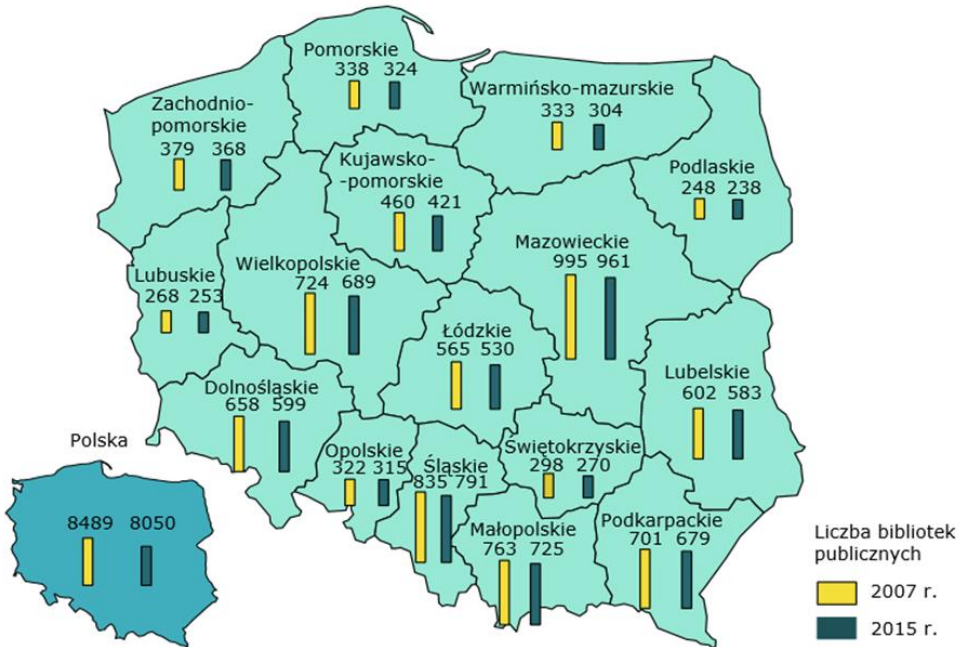 Pomorskie
338 324
Warmińsko-mazurskie
333 304
Zachodnio-
pomorskie
379 368
Kujawsko-
-pomorskie
460 421
Podlaskie
248 238
Mazowieckie
995 961
Wielkopolskie
724 689
Lubuskie
268 253
Łódzkie
565 530
Lubelskie
602 583
Dolnośląskie
658 599
Polska
8489 8050
Opolskie
322 315
Śląskie
835 791
Świętokrzyskie
298 270
Małopolskie
763 725
Podkarpackie
701 679
Liczba bibliotek
publicznych
2007 r.
2015 r.